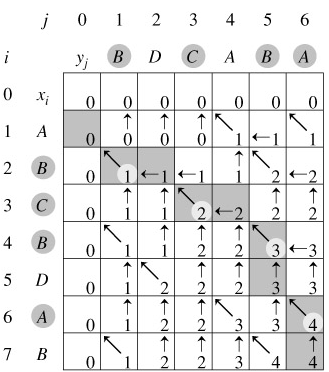 j 0 1 2 3 4 5 6
i y_j B D C A B A
0 x_i 0 0 0 0 0 0 0
1 A 0 ↑0 ↑0 ↑0 ↖1 ←1 ↖1
2 B 0 ↖1 ←1 ←1 ↑1 ↖2 ←2
3 C 0 ↑1 ↑1 ↖2 ←2 ↑2 ↑2
4 B 0 ↖1 ↑1 ↑2 ↑2 ↖3 ←3
5 D 0 ↑1 ↖2 ↑2 ↑2 ↑3 ↑3
6 A 0 ↑1 ↑2 ↑2 ↖3 ↑3 ↖4
7 B 0 ↖1 ↑2 ↑2 ↑3 ↖4 ↑4